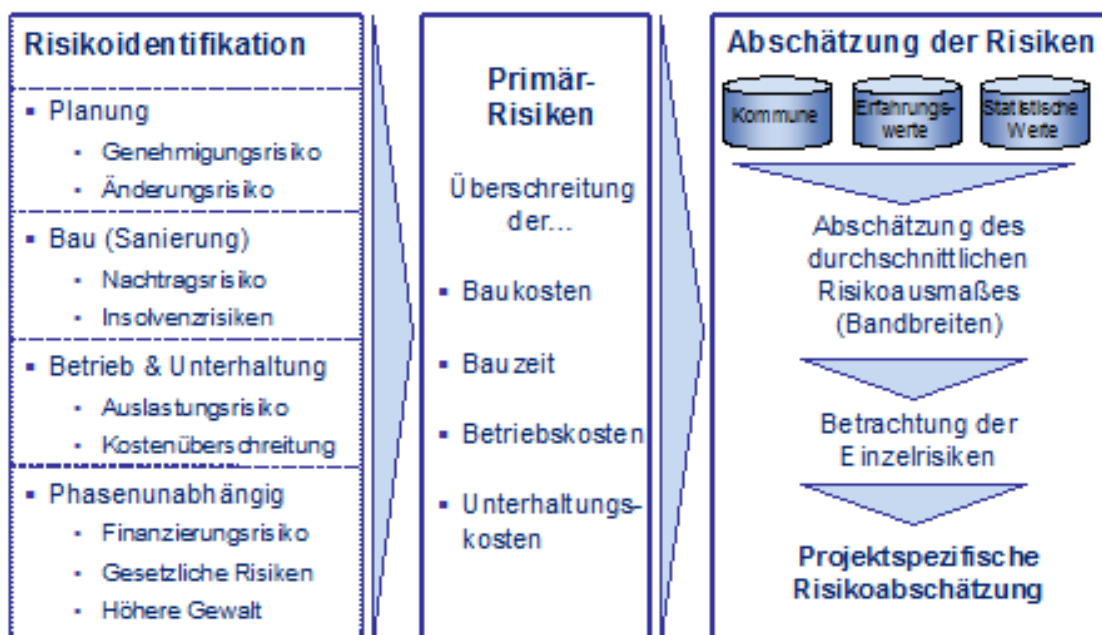 Risikoidentifikation
▪ Planung
▪ Genehmigungsrisiko
▪ Änderungsrisiko
▪ Bau (Sanierung)
▪ Nachtragsrisiko
▪ Insolvenzrisiken
▪ Betrieb & Unterhaltung
▪ Auslastungsrisiko
▪ Kostenüberschreitung
▪ Phasenunabhängig
▪ Finanzierungsrisiko
▪ Gesetzliche Risiken
▪ Höhere Gewalt
Primär-
Risiken
Überschreitung
der...
▪ Baukosten
▪ Bauzeit
▪ Betriebskosten
▪ Unterhaltungs-
kosten
Abschätzung der Risiken
Kommune
Erfahrungs-
werte
Statistische
Werte
Abschätzung des
durchschnittlichen
Risikoausmaßes
(Bandbreiten)
Betrachtung der
Einzelrisiken
Projektspezifische
Risikoabschätzung